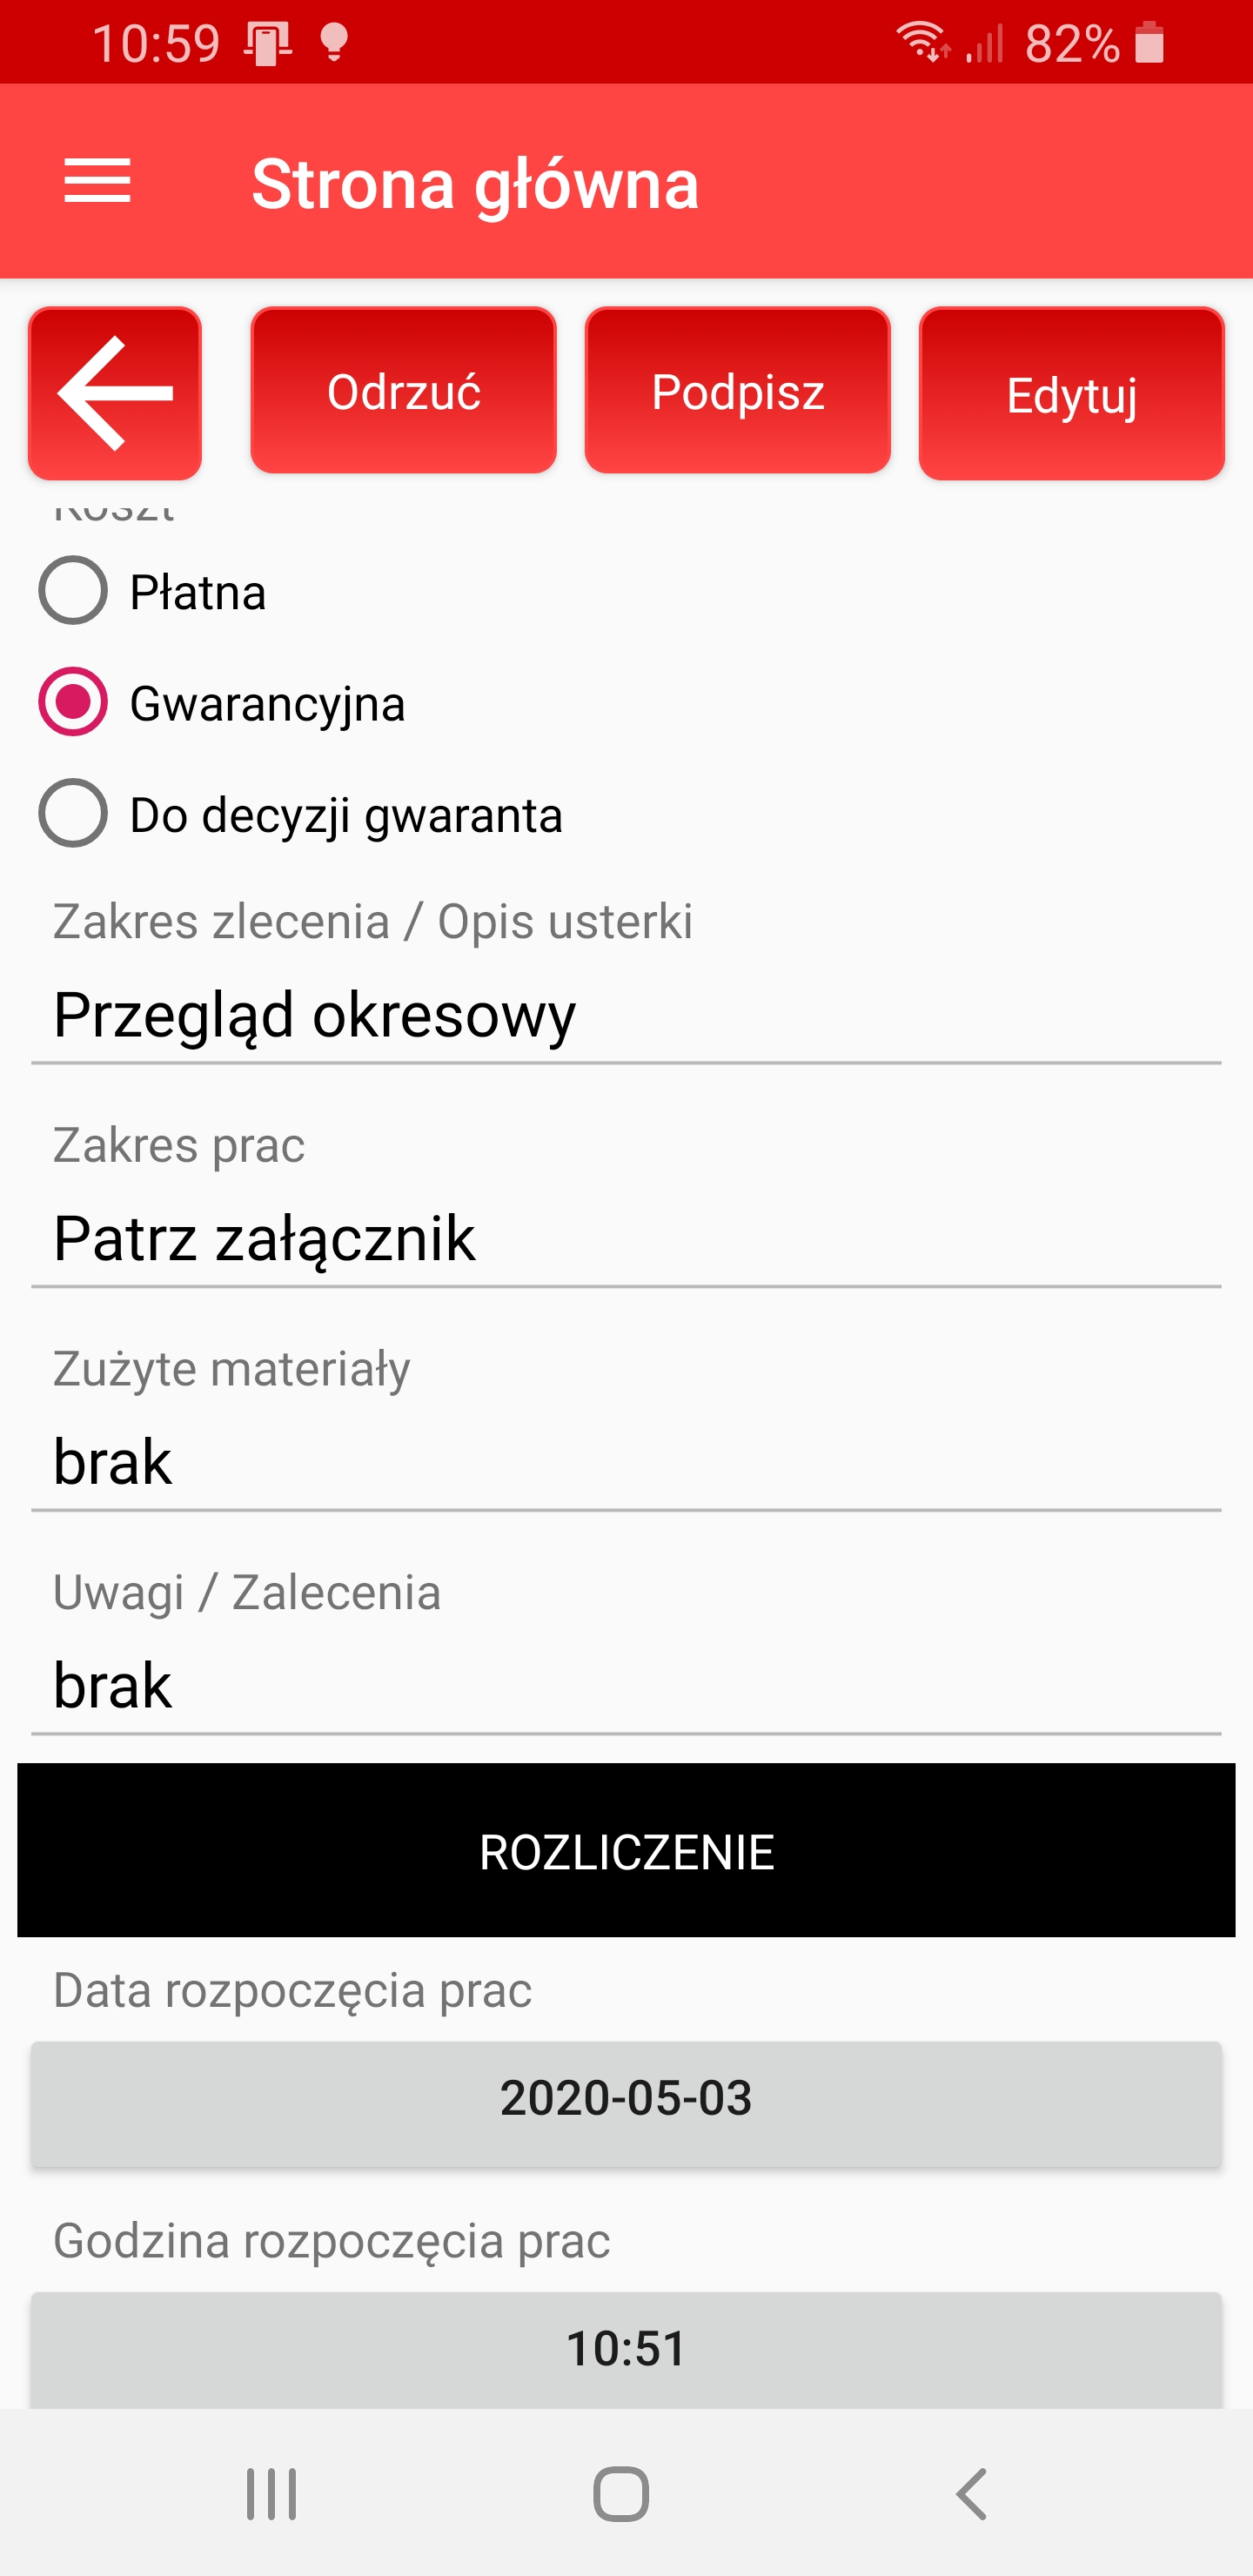 10:59 82%
Strona główna
Odrzuć Podpisz Edytuj
Koszt
Płatna
Gwarancyjna
Do decyzji gwaranta
Zakres zlecenia / Opis usterki
Przegląd okresowy
Zakres prac
Patrz załącznik
Zużyte materiały
brak
Uwagi / Zalecenia
brak
ROZLICZENIE
Data rozpoczęcia prac
2020-05-03
Godzina rozpoczęcia prac
10:51